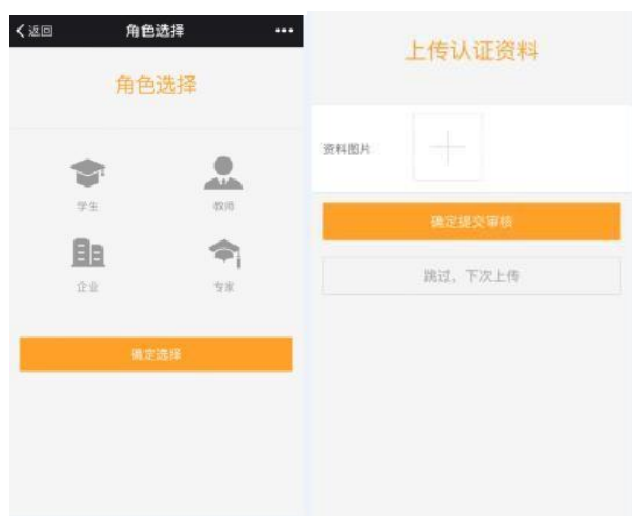 返回 角色选择
角色选择
学生 教师
企业 专家
确定选择
上传认证资料
资料图片
确定提交审核
跳过，下次上传